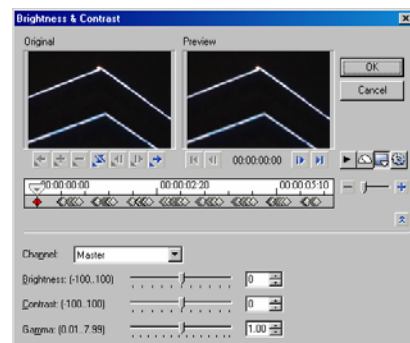 Brightness & Contrast
Original Preview
OK
Cancel
00:00:00:00
00:00:00:00 00:00:02:20 00:00:05:10
Channel: Master
Brightness: (-100..100) 0
Contrast: (-100..100) 0
Gamma: (0.01..7.99) 1.00